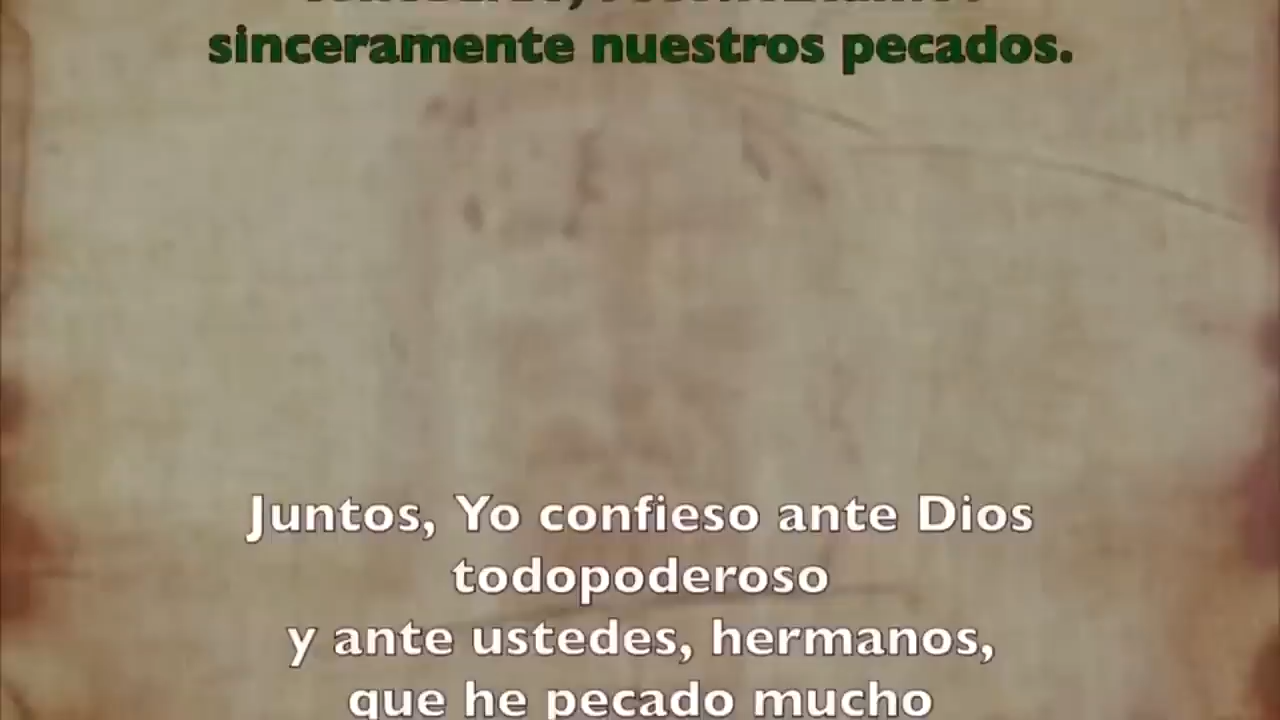 sinceramente nuestros pecados.
Juntos, Yo confieso ante Dios
todopoderoso
y ante ustedes, hermanos,
que he pecado mucho